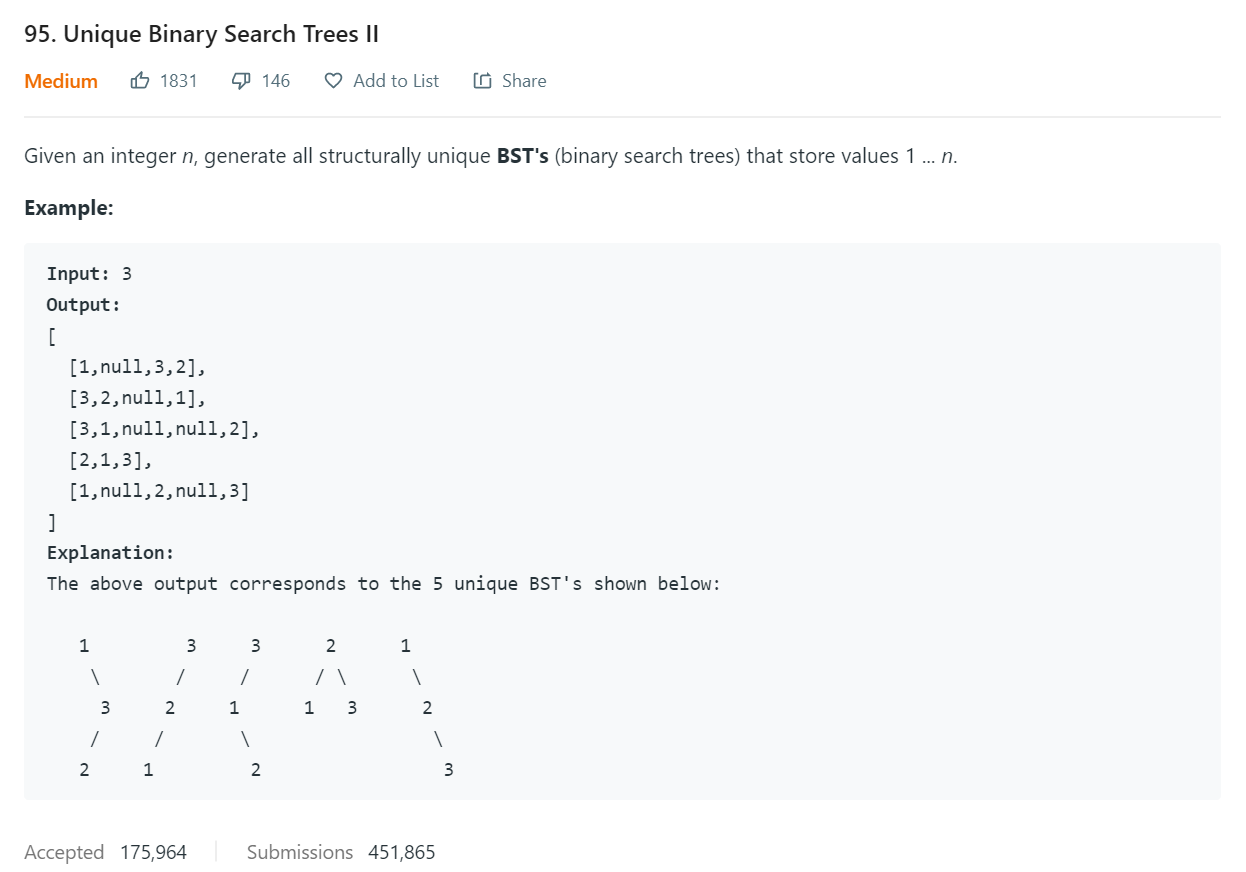 95. Unique Binary Search Trees II
Medium 1831 146 Add to List Share
Given an integer n, generate all structurally unique BST's (binary search trees) that store values 1 ... n.
Example:
Input: 3
Output:
[
  [1,null,3,2],
  [3,2,null,1],
  [3,1,null,null,2],
  [2,1,3],
  [1,null,2,null,3]
]
Explanation:
The above output corresponds to the 5 unique BST's shown below:
   1         3     3      2      1
    \       /     /      / \      \
     3     2     1      1   3      2
    /     /       \                 \
   2     1         2                 3
Accepted 175,964 Submissions 451,865